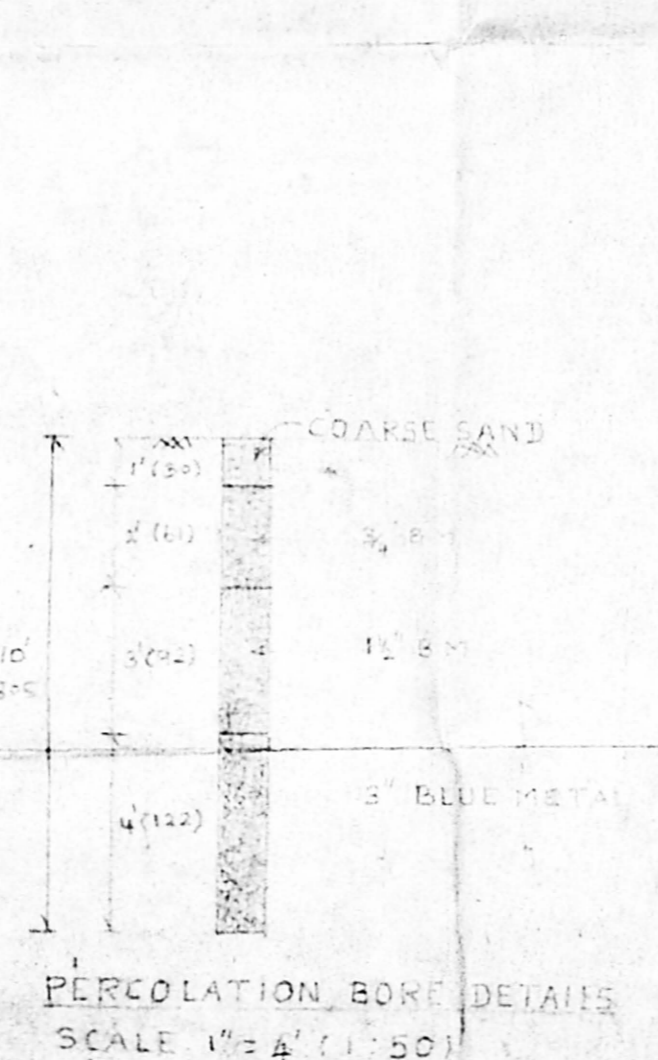 COARSE SAND
1'(30)
2'(61)
3/4" B M
3'(92)
1½" B M
10'
305
3" BLUE METAL
4'(122)
PERCOLATION BORE DETAILS
SCALE 1"= 4' (1:50)